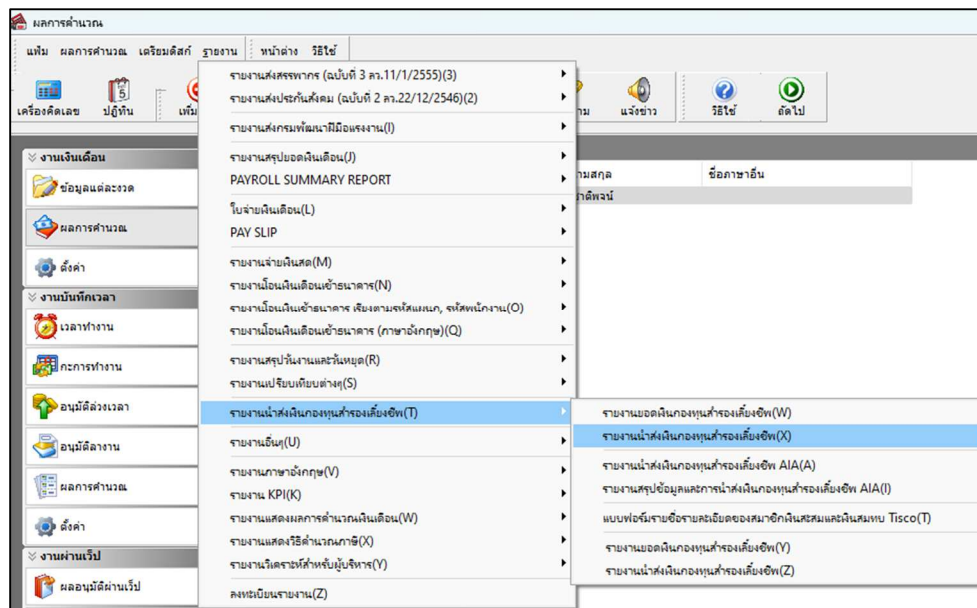 ผลการคำนวณ
แฟ้ม ผลการคำนวณ เตรียมดิสก์ รายงาน หน้าต่าง วิธีใช้
เครื่องคิดเลข ปฏิทิน เพิ่ม าม แจ้งข่าว วิธีใช้ ถัดไป
งานเงินเดือน
ข้อมูลแต่ละงวด
ผลการคำนวณ
ตั้งค่า
งานบันทึกเวลา
เวลาทำงาน
กะการทำงาน
อนุมัติล่วงเวลา
อนุมัติลางาน
ผลการคำนวณ
ตั้งค่า
งานผ่านเว็ป
ผลอนุมัติผ่านเว็ป
รายงานส่งสรรพากร (ฉบับที่ 3 ลว.11/1/2555)(3)
รายงานส่งประกันสังคม (ฉบับที่ 2 ลว.22/12/2546)(2)
รายงานส่งกรมพัฒนาฝีมือแรงงาน(I)
รายงานสรุปยอดเงินเดือน(J)
PAYROLL SUMMARY REPORT
ใบจ่ายเงินเดือน(L)
PAY SLIP
รายงานจ่ายเงินสด(M)
รายงานโอนเงินเดือนเข้าธนาคาร(N)
รายงานโอนเงินเข้าธนาคาร เรียงตามรหัสแผนก, รหัสพนักงาน(O)
รายงานโอนเงินเดือนเข้าธนาคาร (ภาษาอังกฤษ)(Q)
รายงานสรุปวันงานและวันหยุด(R)
รายงานเปรียบเทียบต่างๆ(S)
รายงานนำส่งเงินกองทุนสำรองเลี้ยงชีพ(T)
รายงานอื่นๆ(U)
รายงานภาษาอังกฤษ(V)
รายงาน KPI(K)
รายงานแสดงผลการคำนวณเงินเดือน(W)
รายงานแสดงวิธีคำนวณภาษี(X)
รายงานวิเคราะห์สำหรับผู้บริหาร(Y)
ลงทะเบียนรายงาน(Z)
ามสกุล ชื่อภาษาอื่น
ชาติพจน์
รายงานยอดเงินกองทุนสำรองเลี้ยงชีพ(W)
รายงานนำส่งเงินกองทุนสำรองเลี้ยงชีพ(X)
รายงานนำส่งเงินกองทุนสำรองเลี้ยงชีพ AIA(A)
รายงานสรุปข้อมูลและการนำส่งเงินกองทุนสำรองเลี้ยงชีพ AIA(I)
แบบฟอร์มรายชื่อรายละเอียดของสมาชิกเงินสะสมและเงินสมทบ Tisco(T)
รายงานยอดเงินกองทุนสำรองเลี้ยงชีพ(Y)
รายงานนำส่งเงินกองทุนสำรองเลี้ยงชีพ(Z)